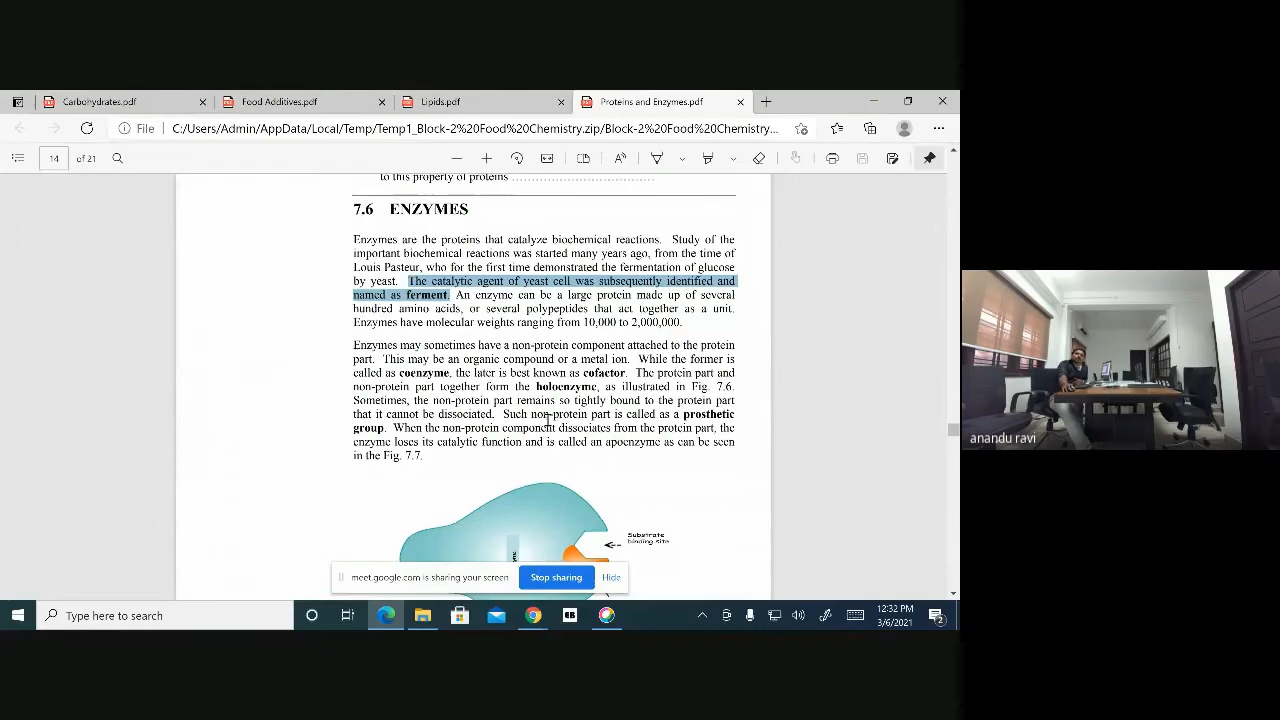 Carbohydrates.pdf
Food Additives.pdf
Lipids.pdf
Proteins and Enzymes.pdf
File
C:/Users/Admin/AppData/Local/Temp/Temp1_Block-2%20Food%20Chemistry.zip/Block-2%20Food%20Chemistry...
14
of 21
to this property of proteins ........................................
7.6 ENZYMES
Enzymes are the proteins that catalyze biochemical reactions. Study of the
important biochemical reactions was started many years ago, from the time of
Louis Pasteur, who for the first time demonstrated the fermentation of glucose
by yeast. The catalytic agent of yeast cell was subsequently identified and
named as ferment. An enzyme can be a large protein made up of several
hundred amino acids, or several polypeptides that act together as a unit.
Enzymes have molecular weights ranging from 10,000 to 2,000,000.
Enzymes may sometimes have a non-protein component attached to the protein
part. This may be an organic compound or a metal ion. While the former is
called as coenzyme, the later is best known as cofactor. The protein part and
non-protein part together form the holoenzyme, as illustrated in Fig. 7.6.
Sometimes, the non-protein part remains so tightly bound to the protein part
that it cannot be dissociated. Such non-protein part is called as a prosthetic
group. When the non-protein component dissociates from the protein part, the
enzyme loses its catalytic function and is called an apoenzyme as can be seen
in the Fig. 7.7.
Substrate
binding site
meet.google.com is sharing your screen
Stop sharing
Hide
Type here to search
12:32 PM
3/6/2021
2
anandu ravi